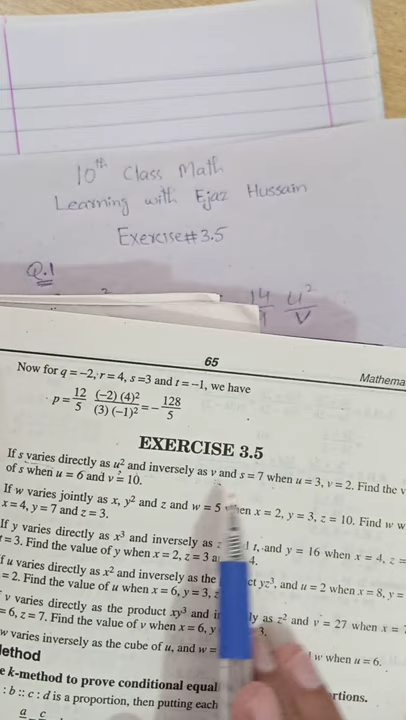 10th Class Math
Learning with Ejaz Hussain
Exercise# 3.5
Q.1
14 u²
V
65
Mathema
Now for q = –2, r = 4, s =3 and t = –1, we have
p = 12/5 (–2) (4)²/(3) (–1)² = – 128/5
EXERCISE 3.5
If s varies directly as u² and inversely as v and s = 7 when u = 3, v = 2. Find the v
of s when u = 6 and v = 10.
If w varies jointly as x, y² and z and w = 5 when x = 2, y = 3, z = 10. Find w w
x = 4, y = 7 and z = 3.
If y varies directly as x³ and inversely as z t, and y = 16 when x = 4, z =
t = 3. Find the value of y when x = 2, z = 3 a 4.
f u varies directly as x² and inversely as the ct yz³, and u = 2 when x = 8, y =
= 2. Find the value of u when x = 6, y = 3, z
v varies directly as the product xy³ and in ly as z² and v = 27 when x =
= 6, z = 7. Find the value of v when x = 6, y 3.
w varies inversely as the cube of u, and w = d w when u = 6.
Method
e k-method to prove conditional equal rtions.
: b :: c : d is a proportion, then putting each
a c